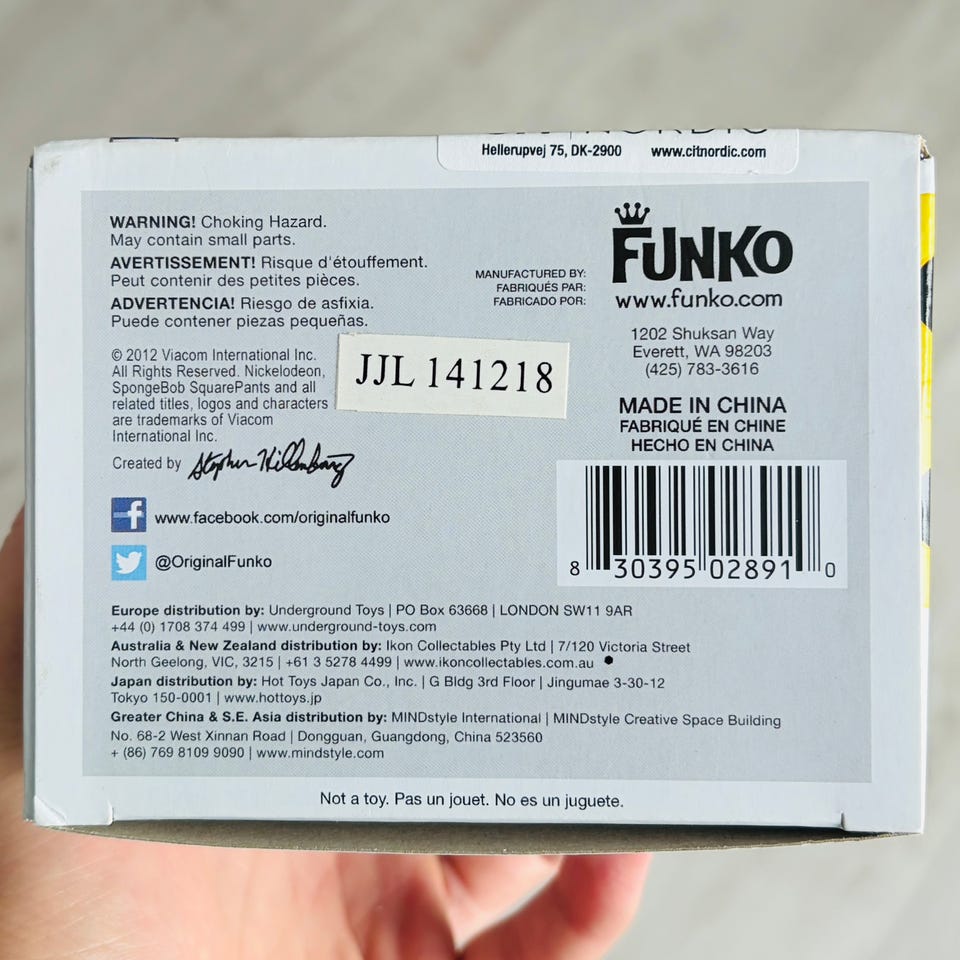 Hellerupvej 75, DK-2900 www.citnordic.com
WARNING! Choking Hazard.
May contain small parts.
AVERTISSEMENT! Risque d'étouffement.
Peut contenir des petites pièces.
ADVERTENCIA! Riesgo de asfixia.
Puede contener piezas pequeñas.
© 2012 Viacom International Inc.
All Rights Reserved. Nickelodeon,
SpongeBob SquarePants and all
related titles, logos and characters
are trademarks of Viacom
International Inc.
Created by Stephen Hillenburg
JJL 141218
MANUFACTURED BY:
FABRIQUÉS PAR:
FABRICADO POR:
FUNKO
www.funko.com
1202 Shuksan Way
Everett, WA 98203
(425) 783-3616
MADE IN CHINA
FABRIQUÉ EN CHINE
HECHO EN CHINA
8 30395 02891 0
f www.facebook.com/originalfunko
@OriginalFunko
Europe distribution by: Underground Toys | PO Box 63668 | LONDON SW11 9AR
+44 (0) 1708 374 499 | www.underground-toys.com
Australia & New Zealand distribution by: Ikon Collectables Pty Ltd | 7/120 Victoria Street
North Geelong, VIC, 3215 | +61 3 5278 4499 | www.ikoncollectables.com.au
Japan distribution by: Hot Toys Japan Co., Inc. | G Bldg 3rd Floor | Jingumae 3-30-12
Tokyo 150-0001 | www.hottoys.jp
Greater China & S.E. Asia distribution by: MINDstyle International | MINDstyle Creative Space Building
No. 68-2 West Xinnan Road | Dongguan, Guangdong, China 523560
+ (86) 769 8109 9090 | www.mindstyle.com
Not a toy. Pas un jouet. No es un juguete.